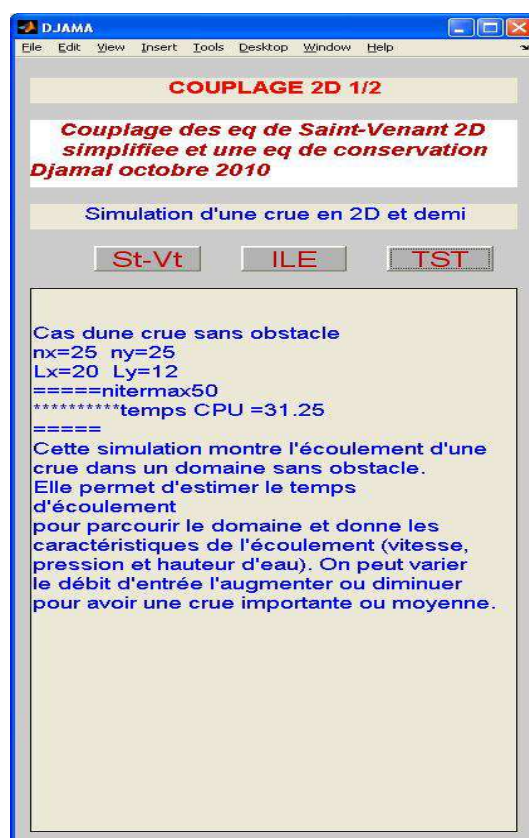 DJAMA
File Edit View Insert Tools Desktop Window Help
COUPLAGE 2D 1/2
Couplage des eq de Saint-Venant 2D
simplifiee et une eq de conservation
Djamal octobre 2010
Simulation d'une crue en 2D et demi
St-Vt ILE TST
Cas dune crue sans obstacle
nx=25 ny=25
Lx=20 Ly=12
=====nitermax50
**********temps CPU =31.25
=====
Cette simulation montre l'écoulement d'une
crue dans un domaine sans obstacle.
Elle permet d'estimer le temps
d'écoulement
pour parcourir le domaine et donne les
caractéristiques de l'écoulement (vitesse,
pression et hauteur d'eau). On peut varier
le débit d'entrée l'augmenter ou diminuer
pour avoir une crue importante ou moyenne.